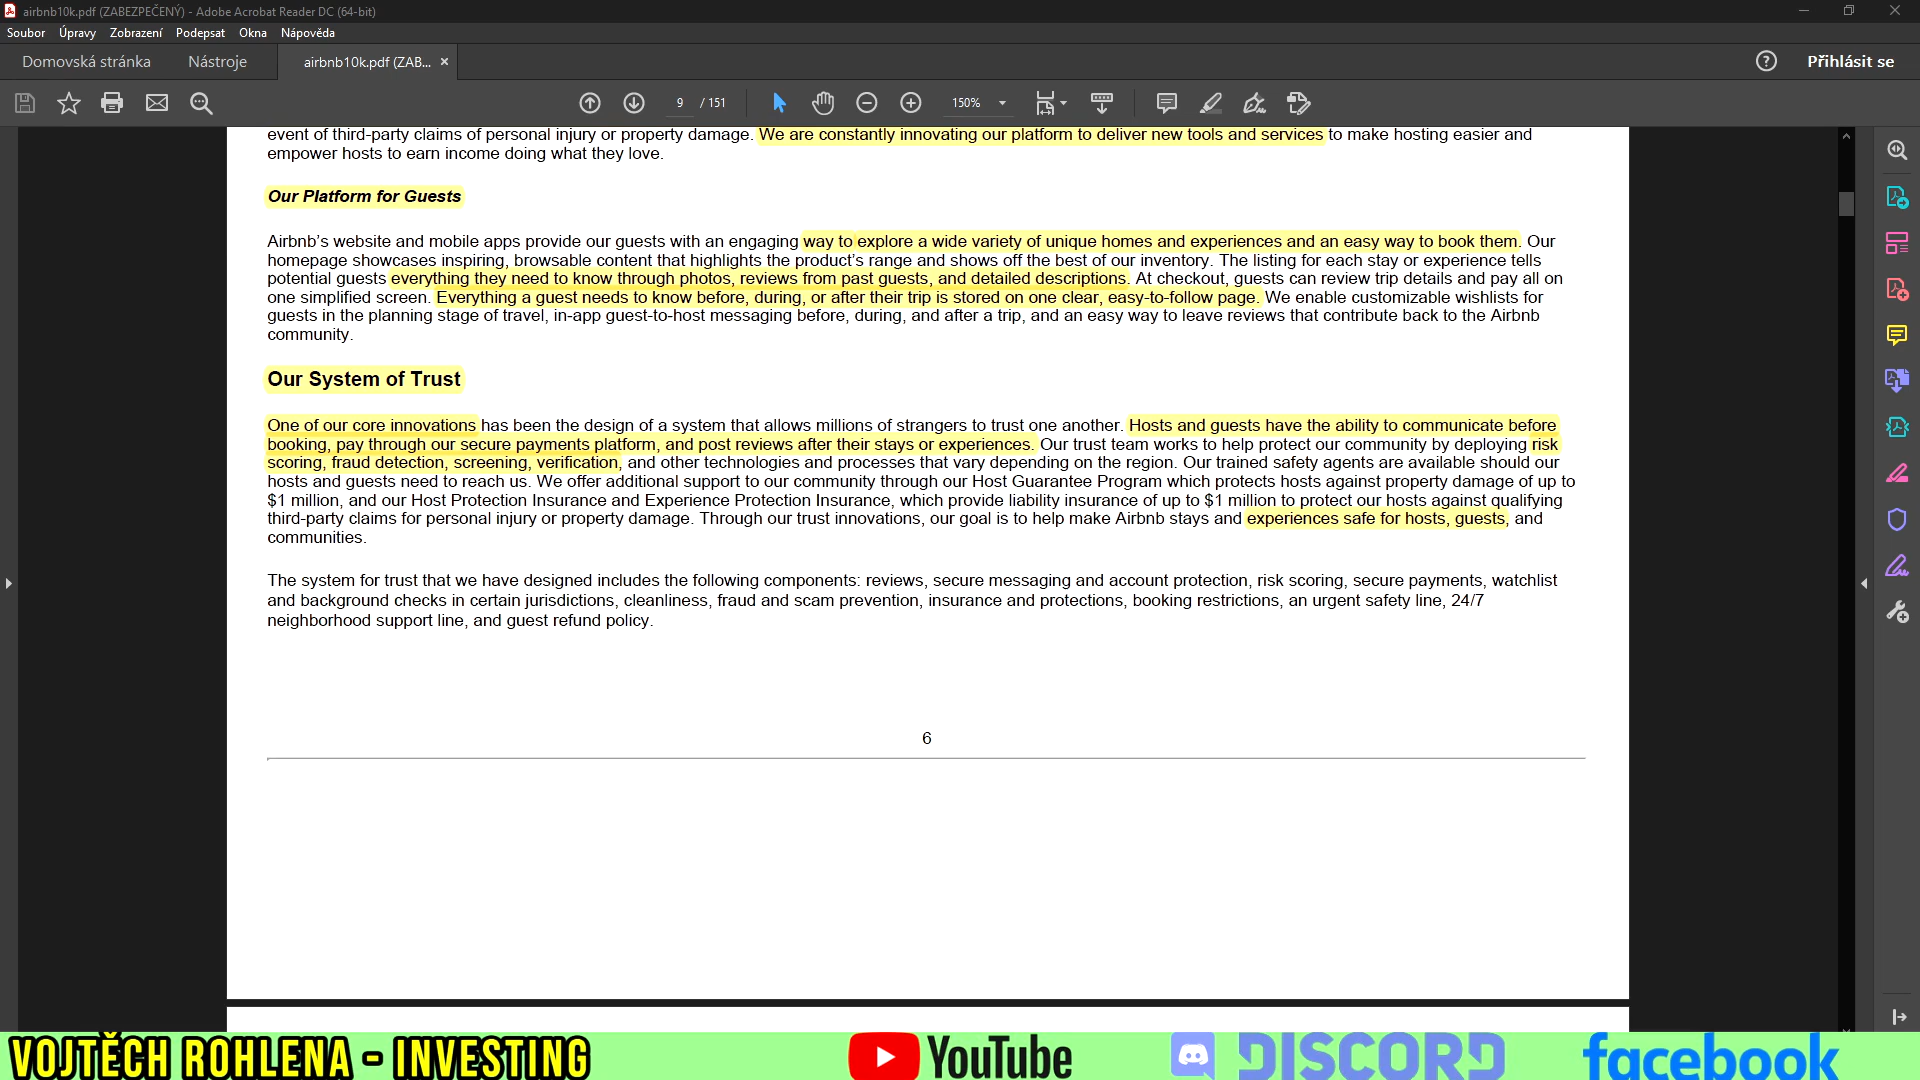 airbnb10k.pdf (ZABEZPEČENÝ) - Adobe Acrobat Reader DC (64-bit)
Soubor Úpravy Zobrazení Podepsat Okna Nápověda
Domovská stránka Nástroje airbnb10k.pdf (ZAB... × Přihlásit se
9 / 151 150%
event of third-party claims of personal injury or property damage. We are constantly innovating our platform to deliver new tools and services to make hosting easier and
empower hosts to earn income doing what they love.
Our Platform for Guests
Airbnb's website and mobile apps provide our guests with an engaging way to explore a wide variety of unique homes and experiences and an easy way to book them. Our
homepage showcases inspiring, browsable content that highlights the product's range and shows off the best of our inventory. The listing for each stay or experience tells
potential guests everything they need to know through photos, reviews from past guests, and detailed descriptions. At checkout, guests can review trip details and pay all on
one simplified screen. Everything a guest needs to know before, during, or after their trip is stored on one clear, easy-to-follow page. We enable customizable wishlists for
guests in the planning stage of travel, in-app guest-to-host messaging before, during, and after a trip, and an easy way to leave reviews that contribute back to the Airbnb
community.
Our System of Trust
One of our core innovations has been the design of a system that allows millions of strangers to trust one another. Hosts and guests have the ability to communicate before
booking, pay through our secure payments platform, and post reviews after their stays or experiences. Our trust team works to help protect our community by deploying risk
scoring, fraud detection, screening, verification, and other technologies and processes that vary depending on the region. Our trained safety agents are available should our
hosts and guests need to reach us. We offer additional support to our community through our Host Guarantee Program which protects hosts against property damage of up to
$1 million, and our Host Protection Insurance and Experience Protection Insurance, which provide liability insurance of up to $1 million to protect our hosts against qualifying
third-party claims for personal injury or property damage. Through our trust innovations, our goal is to help make Airbnb stays and experiences safe for hosts, guests, and
communities.
The system for trust that we have designed includes the following components: reviews, secure messaging and account protection, risk scoring, secure payments, watchlist
and background checks in certain jurisdictions, cleanliness, fraud and scam prevention, insurance and protections, booking restrictions, an urgent safety line, 24/7
neighborhood support line, and guest refund policy.
6
VOJTĚCH ROHLENA - INVESTING YouTube DISCORD facebook